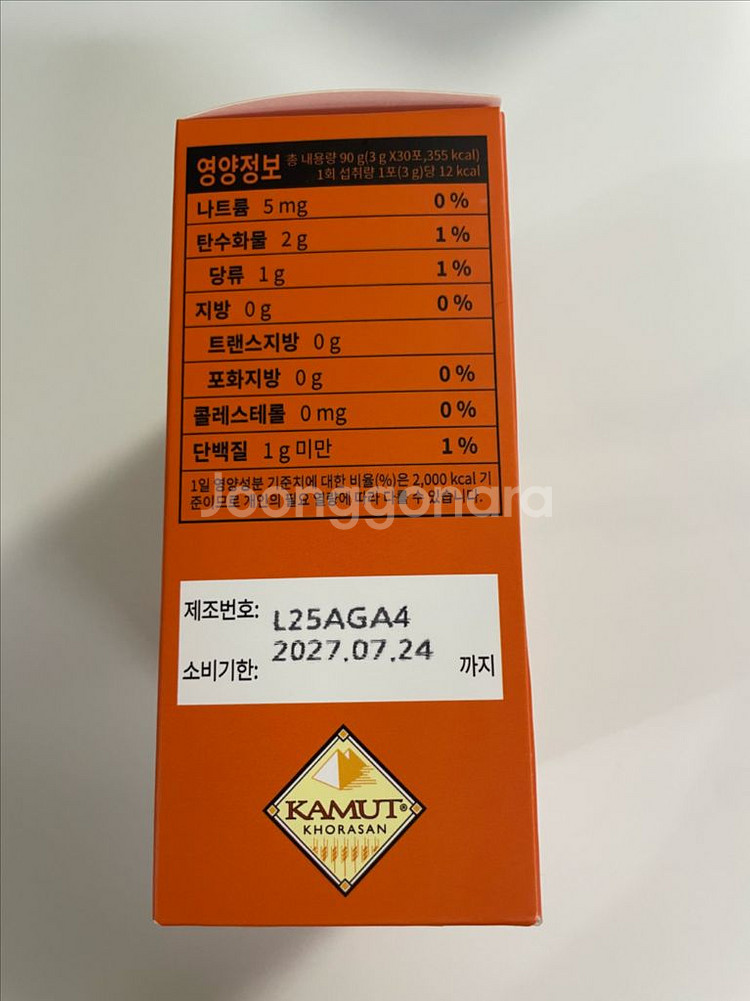 영양정보 총 내용량 90 g(3 g X30포,355 kcal)
1회 섭취량 1포(3 g)당 12 kcal
나트륨 5 mg 0 %
탄수화물 2 g 1 %
당류 1 g 1 %
지방 0 g 0 %
트랜스지방 0 g
포화지방 0 g 0 %
콜레스테롤 0 mg 0 %
단백질 1 g 미만 1 %
1일 영양성분 기준치에 대한 비율(%)은 2,000 kcal 기
준이므로 개인의 필요 열량에 따라 다를 수 있습니다.
Joonggonara
제조번호: L25AGA4
소비기한: 2027.07.24 까지
KAMUT®
KHORASAN